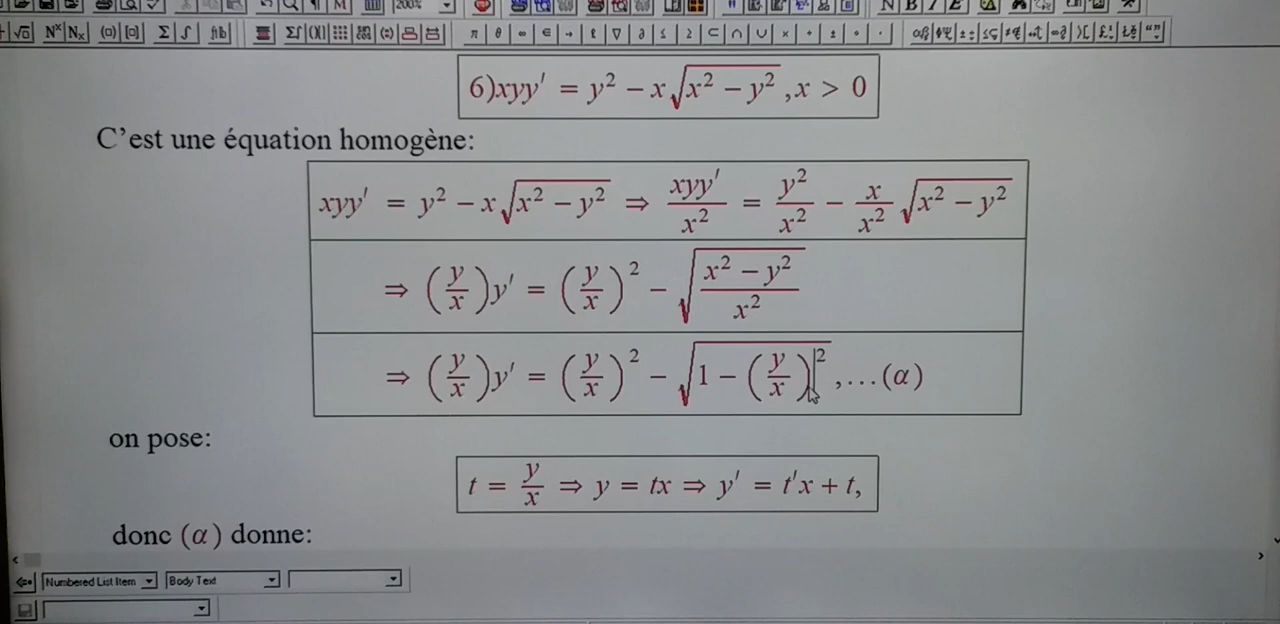 200%
6)xyy' = y² − x√(x² − y²) ,x > 0
C'est une équation homogène:
xyy' = y² − x√(x² − y²) ⇒ xyy'/x² = y²/x² − x/x² √(x² − y²)
⇒ (y/x)y' = (y/x)² − √((x² − y²)/x²)
⇒ (y/x)y' = (y/x)² − √(1 − (y/x)²) ,…(α)
on pose:
t = y/x ⇒ y = tx ⇒ y' = t'x + t,
donc (α) donne:
Numbered List Item Body Text